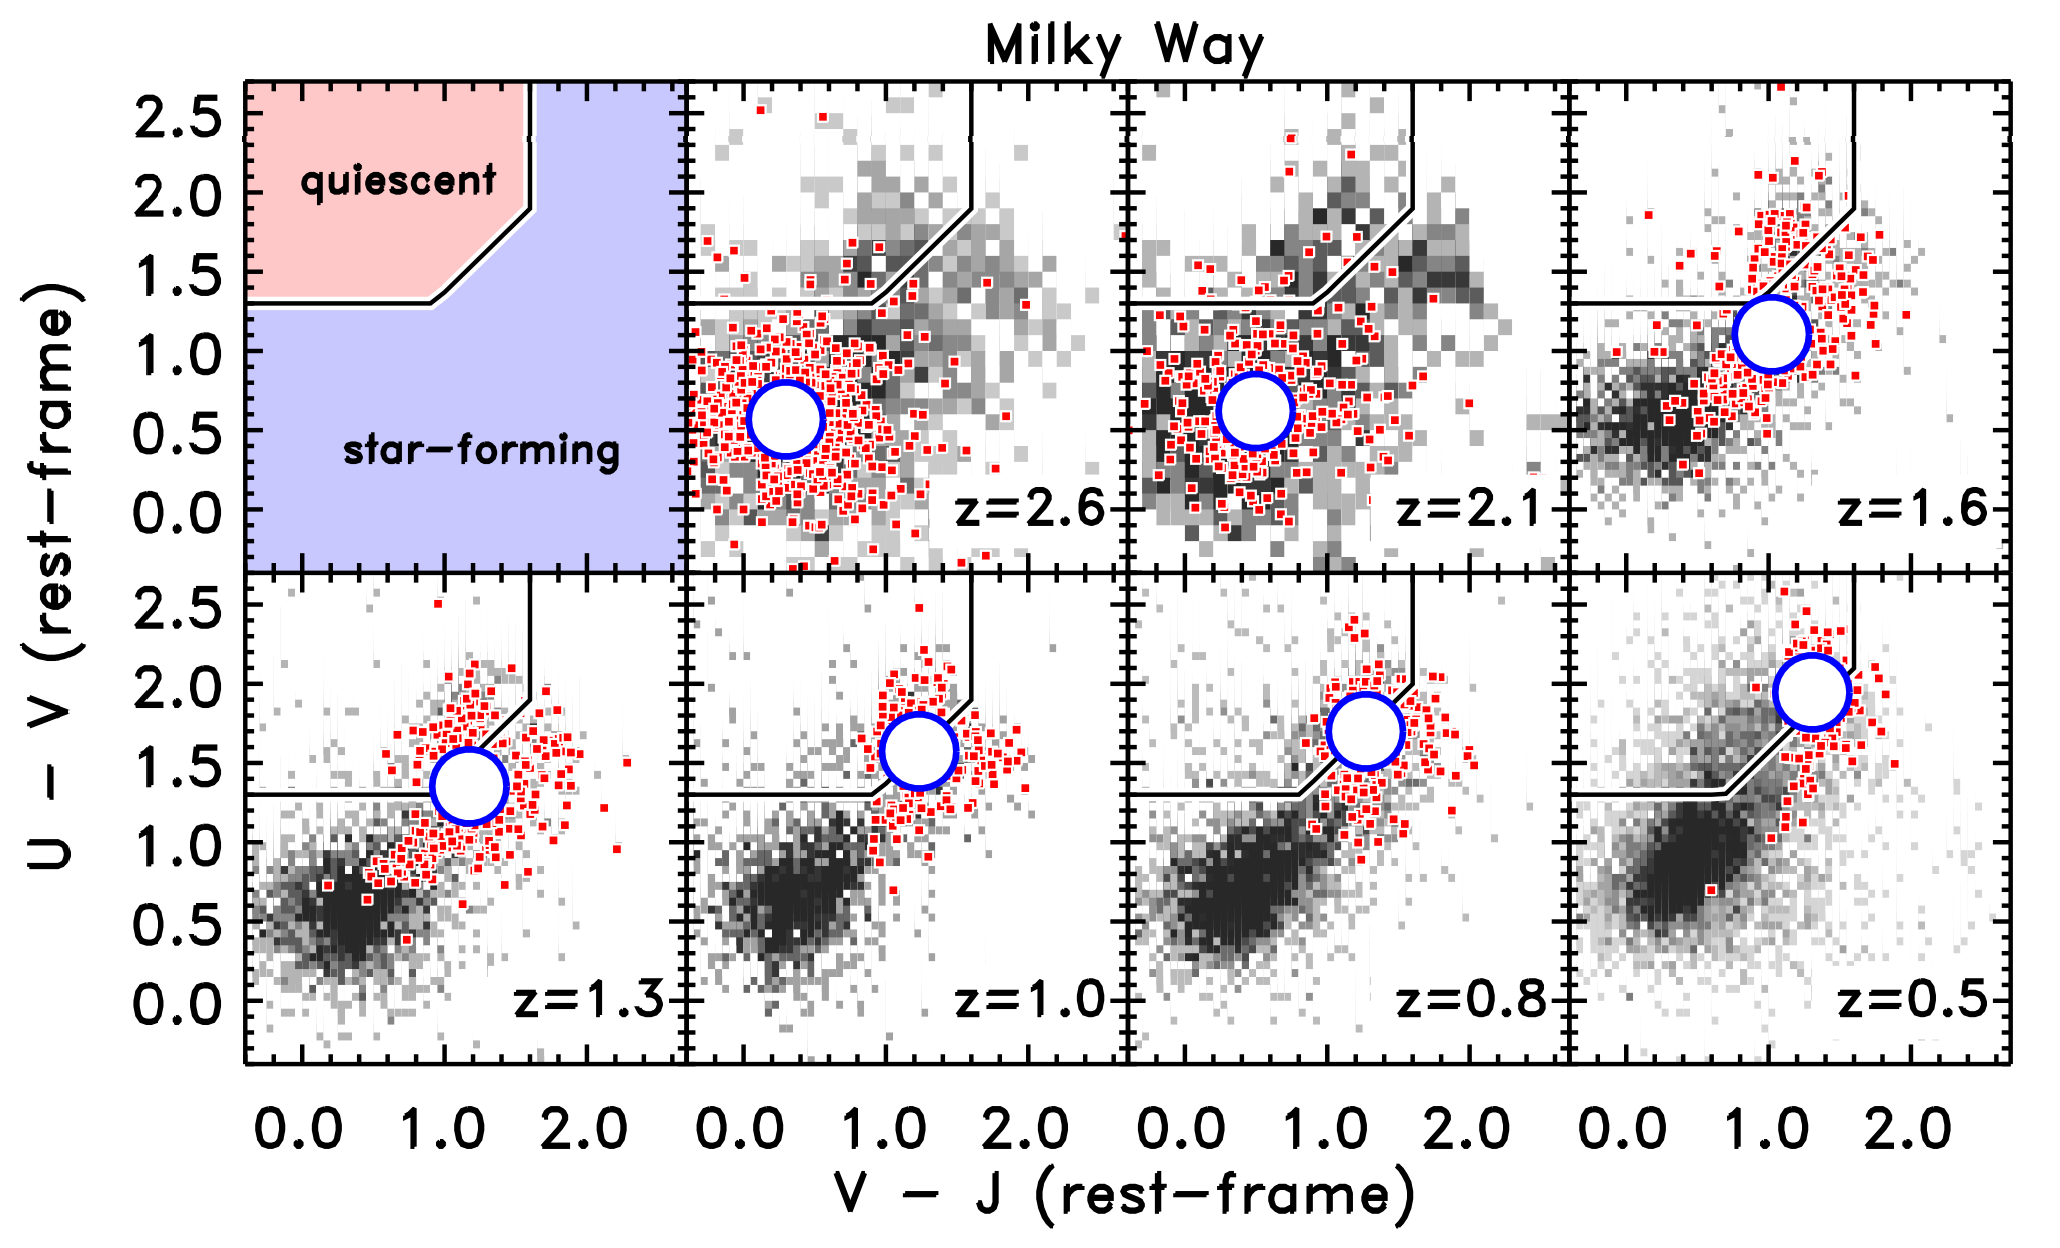 Milky Way
U − V (rest−frame)
2.5
2.0
1.5
1.0
0.5
0.0
quiescent
star−forming
z=2.6
z=2.1
z=1.6
2.5
2.0
1.5
1.0
0.5
0.0
z=1.3
z=1.0
z=0.8
z=0.5
0.0 1.0 2.0 0.0 1.0 2.0 0.0 1.0 2.0 0.0 1.0 2.0
V − J (rest−frame)